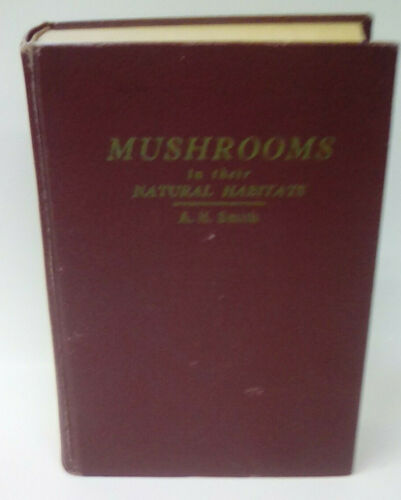 MUSHROOMS
in their
NATURAL HABITATS
A. H. Smith